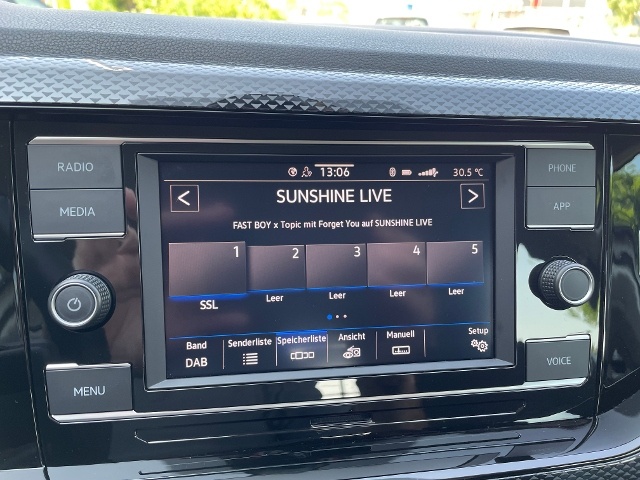 RADIO
MEDIA
MENU
PHONE
APP
VOICE
13:06
30.5 °C
<
SUNSHINE LIVE
>
FAST BOY x Topic mit Forget You auf SUNSHINE LIVE
1
2
3
4
5
SSL
Leer
Leer
Leer
Leer
Band
DAB
Senderliste
Speicherliste
Ansicht
Manuell
Setup